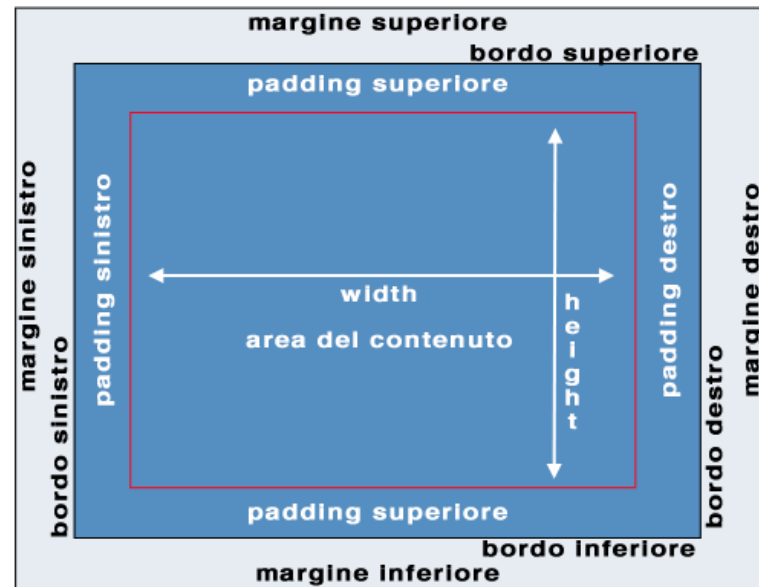 margine superiore
bordo superiore
padding superiore
margine sinistro
padding sinistro
bordo sinistro
width
height
area del contenuto
padding destro
margine destro
bordo destro
padding superiore
bordo inferiore
margine inferiore